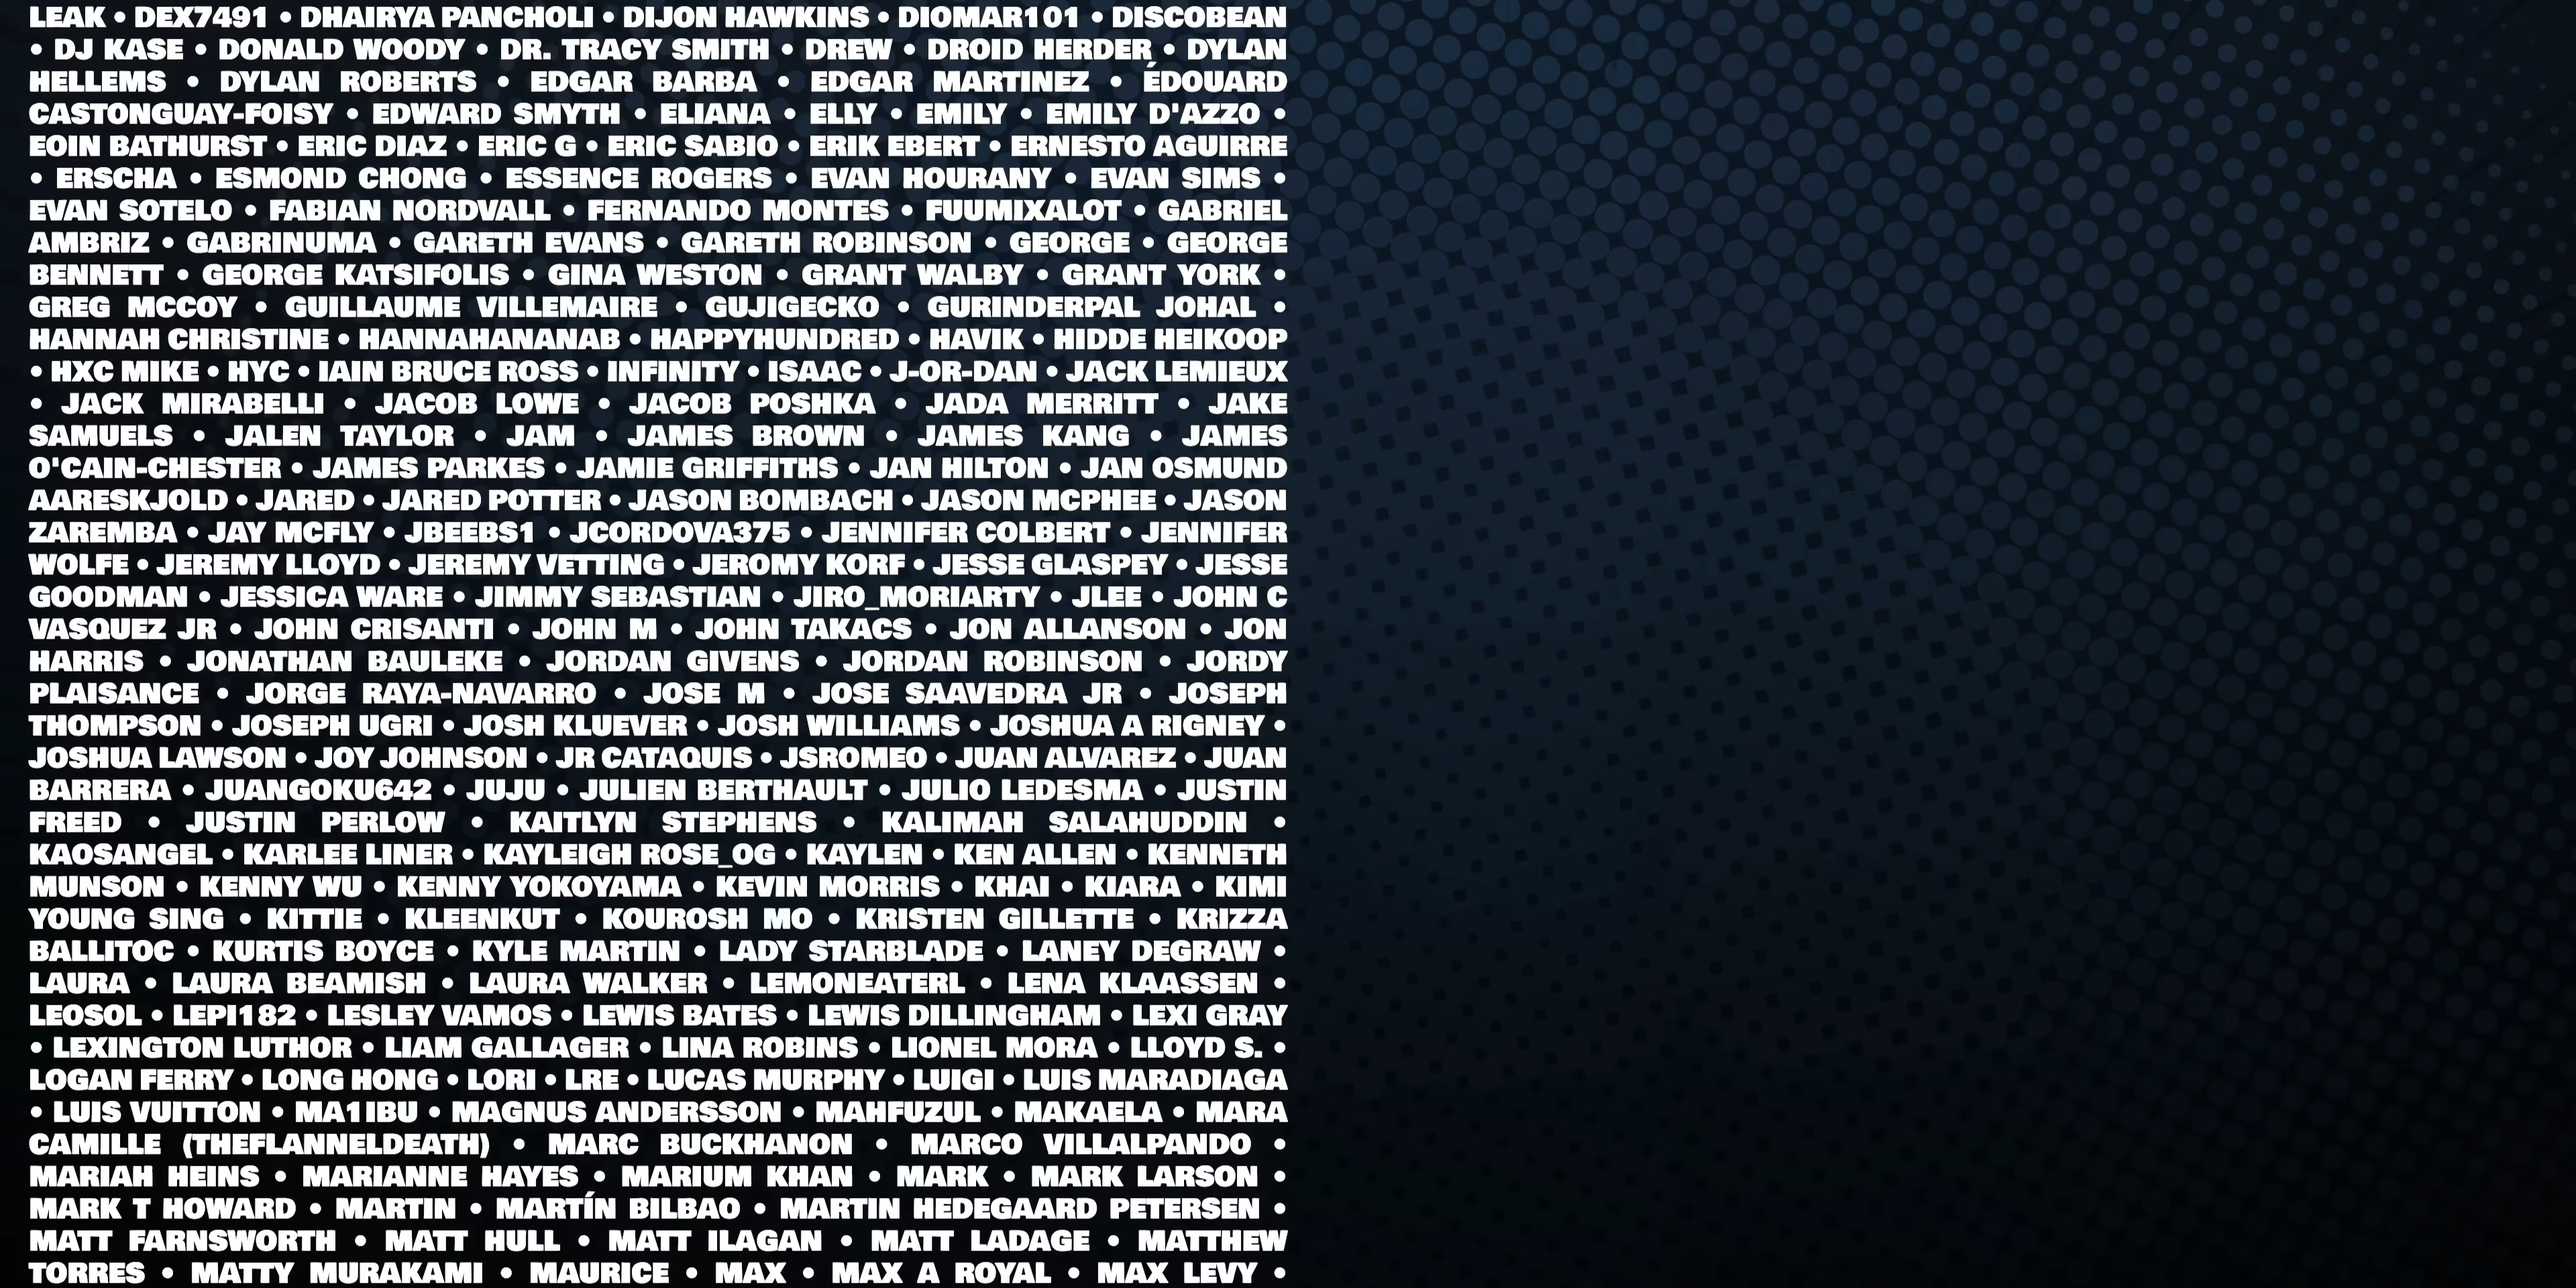 LEAK • DEX7491 • DHAIRYA PANCHOLI • DIJON HAWKINS • DIOMAR101 • DISCOBEAN
• DJ KASE • DONALD WOODY • DR. TRACY SMITH • DREW • DROID HERDER • DYLAN
HELLEMS • DYLAN ROBERTS • EDGAR BARBA • EDGAR MARTINEZ • ÉDOUARD
CASTONGUAY-FOISY • EDWARD SMYTH • ELIANA • ELLY • EMILY • EMILY D'AZZO •
EOIN BATHURST • ERIC DIAZ • ERIC G • ERIC SABIO • ERIK EBERT • ERNESTO AGUIRRE
• ERSCHA • ESMOND CHONG • ESSENCE ROGERS • EVAN HOURANY • EVAN SIMS •
EVAN SOTELO • FABIAN NORDVALL • FERNANDO MONTES • FUUMIXALOT • GABRIEL
AMBRIZ • GABRINUMA • GARETH EVANS • GARETH ROBINSON • GEORGE • GEORGE
BENNETT • GEORGE KATSIFOLIS • GINA WESTON • GRANT WALBY • GRANT YORK •
GREG MCCOY • GUILLAUME VILLEMAIRE • GUJIGECKO • GURINDERPAL JOHAL •
HANNAH CHRISTINE • HANNAHANANAB • HAPPYHUNDRED • HAVIK • HIDDE HEIKOOP
• HXC MIKE • HYC • IAIN BRUCE ROSS • INFINITY • ISAAC • J-OR-DAN • JACK LEMIEUX
• JACK MIRABELLI • JACOB LOWE • JACOB POSHKA • JADA MERRITT • JAKE
SAMUELS • JALEN TAYLOR • JAM • JAMES BROWN • JAMES KANG • JAMES
O'CAIN-CHESTER • JAMES PARKES • JAMIE GRIFFITHS • JAN HILTON • JAN OSMUND
AARESKJOLD • JARED • JARED POTTER • JASON BOMBACH • JASON MCPHEE • JASON
ZAREMBA • JAY MCFLY • JBEEBS1 • JCORDOVA375 • JENNIFER COLBERT • JENNIFER
WOLFE • JEREMY LLOYD • JEREMY VETTING • JEROMY KORF • JESSE GLASPEY • JESSE
GOODMAN • JESSICA WARE • JIMMY SEBASTIAN • JIRO_MORIARTY • JLEE • JOHN C
VASQUEZ JR • JOHN CRISANTI • JOHN M • JOHN TAKACS • JON ALLANSON • JON
HARRIS • JONATHAN BAULEKE • JORDAN GIVENS • JORDAN ROBINSON • JORDY
PLAISANCE • JORGE RAYA-NAVARRO • JOSE M • JOSE SAAVEDRA JR • JOSEPH
THOMPSON • JOSEPH UGRI • JOSH KLUEVER • JOSH WILLIAMS • JOSHUA A RIGNEY •
JOSHUA LAWSON • JOY JOHNSON • JR CATAQUIS • JSROMEO • JUAN ALVAREZ • JUAN
BARRERA • JUANGOKU642 • JUJU • JULIEN BERTHAULT • JULIO LEDESMA • JUSTIN
FREED • JUSTIN PERLOW • KAITLYN STEPHENS • KALIMAH SALAHUDDIN •
KAOSANGEL • KARLEE LINER • KAYLEIGH ROSE_OG • KAYLEN • KEN ALLEN • KENNETH
MUNSON • KENNY WU • KENNY YOKOYAMA • KEVIN MORRIS • KHAI • KIARA • KIMI
YOUNG SING • KITTIE • KLEENKUT • KOUROSH MO • KRISTEN GILLETTE • KRIZZA
BALLITOC • KURTIS BOYCE • KYLE MARTIN • LADY STARBLADE • LANEY DEGRAW •
LAURA • LAURA BEAMISH • LAURA WALKER • LEMONEATERL • LENA KLAASSEN •
LEOSOL • LEPI182 • LESLEY VAMOS • LEWIS BATES • LEWIS DILLINGHAM • LEXI GRAY
• LEXINGTON LUTHOR • LIAM GALLAGER • LINA ROBINS • LIONEL MORA • LLOYD S. •
LOGAN FERRY • LONG HONG • LORI • LRE • LUCAS MURPHY • LUIGI • LUIS MARADIAGA
• LUIS VUITTON • MA1IBU • MAGNUS ANDERSSON • MAHFUZUL • MAKAELA • MARA
CAMILLE (THEFLANNELDEATH) • MARC BUCKHANON • MARCO VILLALPANDO •
MARIAH HEINS • MARIANNE HAYES • MARIUM KHAN • MARK • MARK LARSON •
MARK T HOWARD • MARTIN • MARTÍN BILBAO • MARTIN HEDEGAARD PETERSEN •
MATT FARNSWORTH • MATT HULL • MATT ILAGAN • MATT LADAGE • MATTHEW
TORRES • MATTY MURAKAMI • MAURICE • MAX • MAX A ROYAL • MAX LEVY •